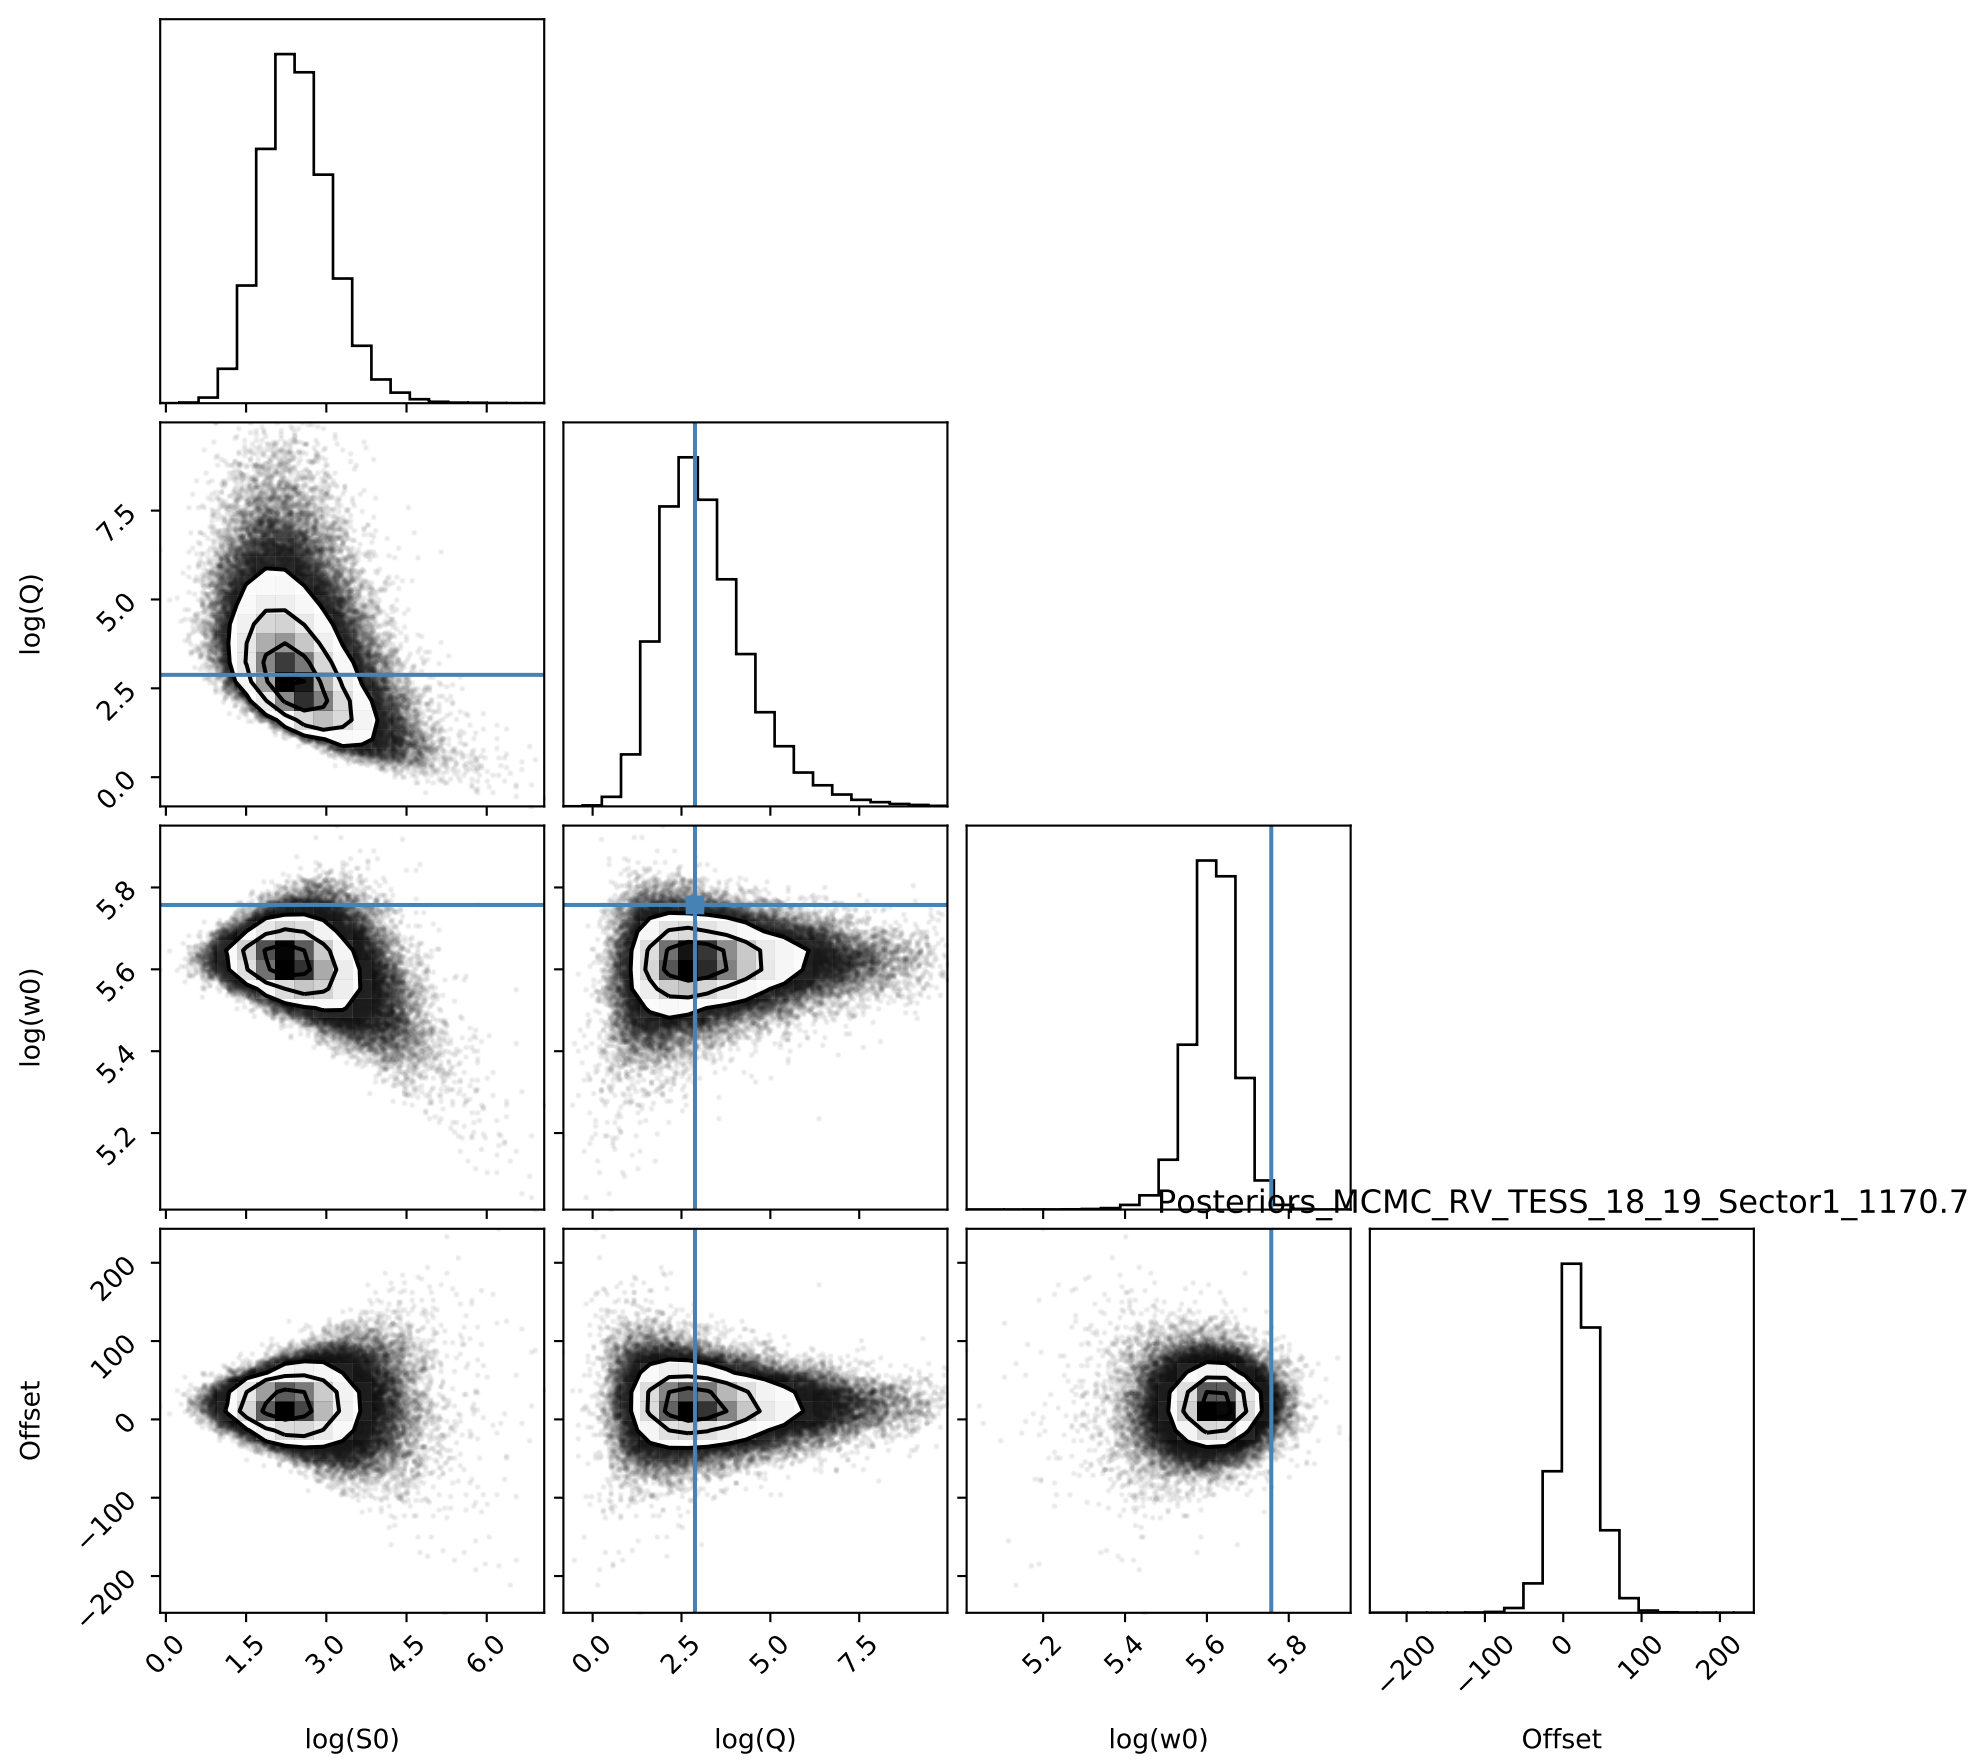 7.5
5.0
2.5
0.0
log(Q)
5.8
5.6
5.4
5.2
log(w0)
Posteriors_MCMC_RV_TESS_18_19_Sector1_1170.7
200
100
0
−100
−200
Offset
0.0 1.5 3.0 4.5 6.0 0.0 2.5 5.0 7.5 5.2 5.4 5.6 5.8 −200 −100 0 100 200
log(S0) log(Q) log(w0) Offset